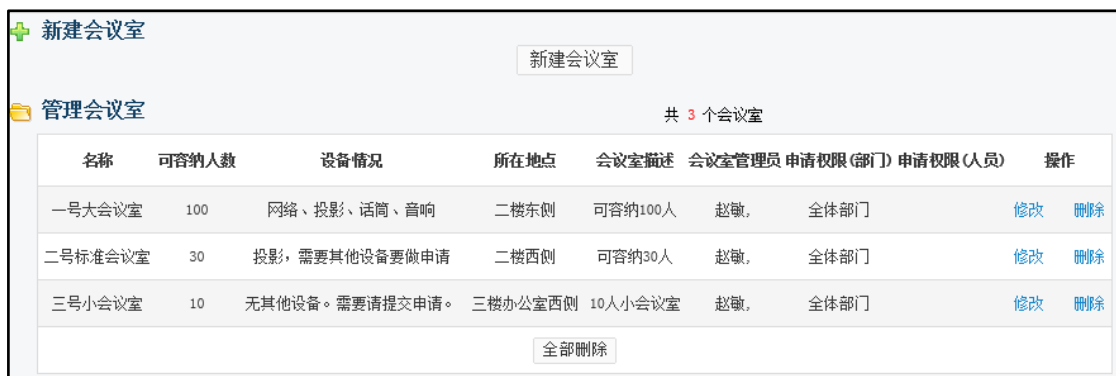 新建会议室
新建会议室
管理会议室 共 3 个会议室
名称 可容纳人数 设备情况 所在地点 会议室描述 会议室管理员 申请权限(部门) 申请权限(人员) 操作
一号大会议室 100 网络、投影、话筒、音响 二楼东侧 可容纳100人 赵敏, 全体部门 修改 删除
二号标准会议室 30 投影，需要其他设备要做申请 二楼西侧 可容纳30人 赵敏, 全体部门 修改 删除
三号小会议室 10 无其他设备。需要请提交申请。 三楼办公室西侧 10人小会议室 赵敏, 全体部门 修改 删除
全部删除